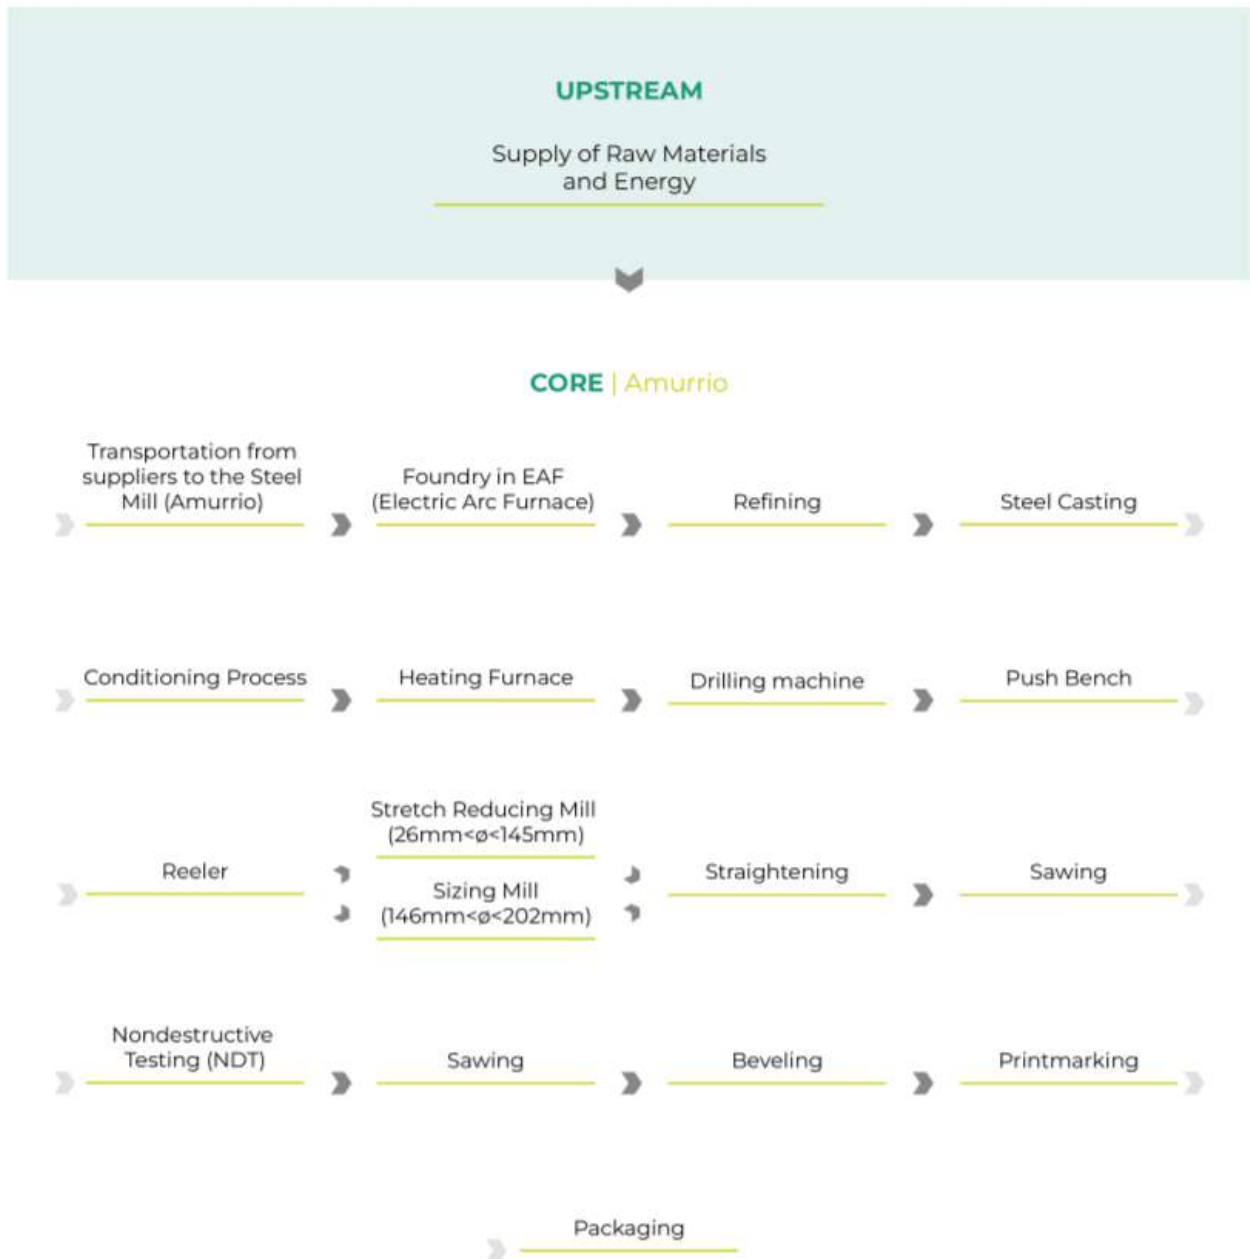 UPSTREAM
Supply of Raw Materials
and Energy
CORE | Amurrio
Transportation from
suppliers to the Steel
Mill (Amurrio)
Foundry in EAF
(Electric Arc Furnace)
Refining
Steel Casting
Conditioning Process
Heating Furnace
Drilling machine
Push Bench
Reeler
Stretch Reducing Mill
(26mm<ø<145mm)
Sizing Mill
(146mm<ø<202mm)
Straightening
Sawing
Nondestructive
Testing (NDT)
Sawing
Beveling
Printmarking
Packaging